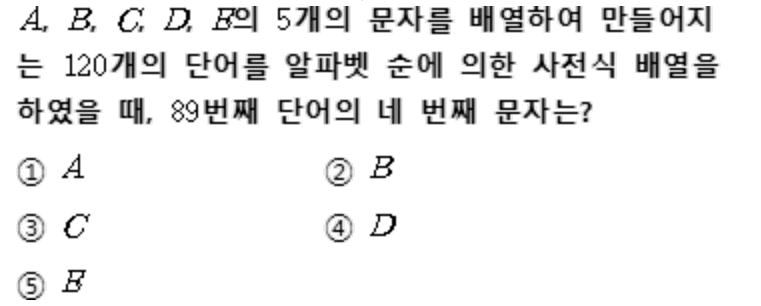 A, B, C, D, E의 5개의 문자를 배열하여 만들어지
는 120개의 단어를 알파벳 순에 의한 사전식 배열을
하였을 때, 89번째 단어의 네 번째 문자는?
① A ② B
③ C ④ D
⑤ E